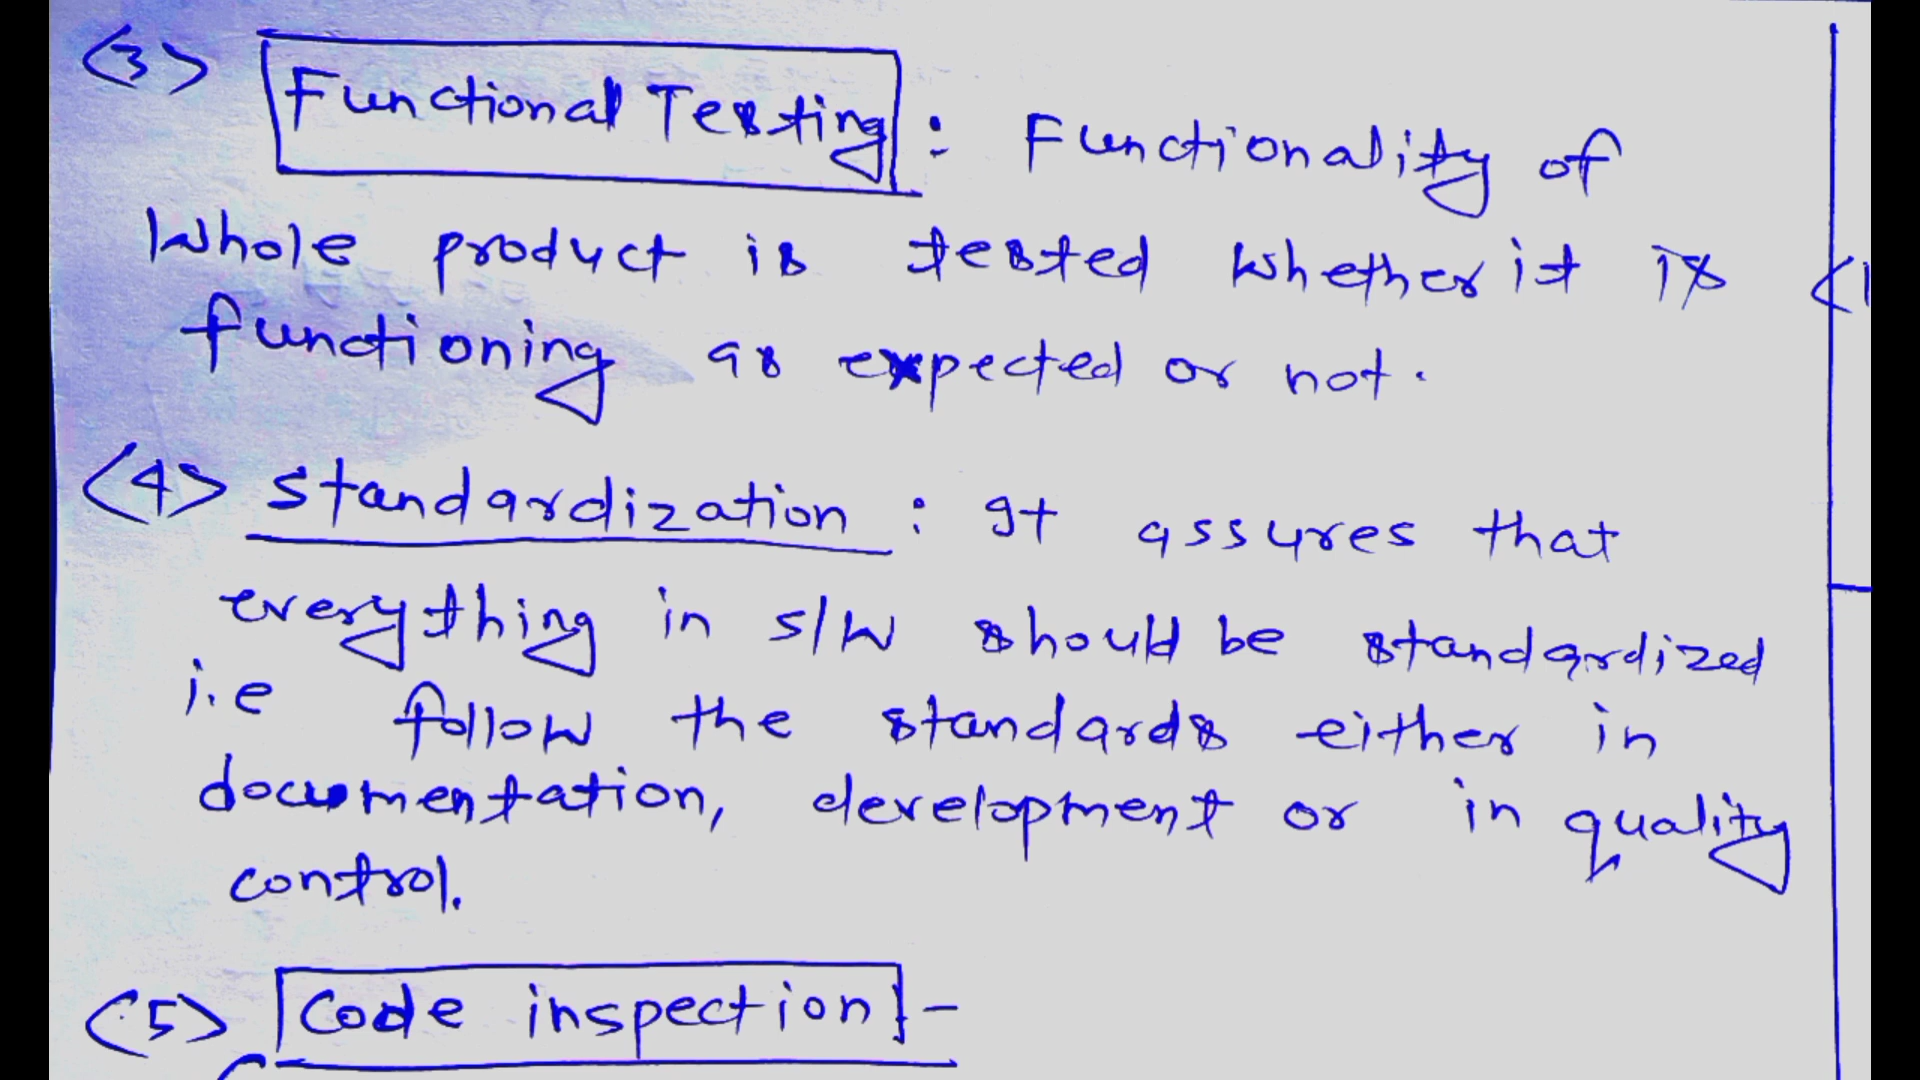 <3> Functional Testing : Functionality of
Whole product is tested whether it is
functioning as expected or not.
<4> Standardization : It assures that
everything in s/w should be standardized
i.e follow the standards either in
documentation, development or in quality
control.
<5> Code inspection -